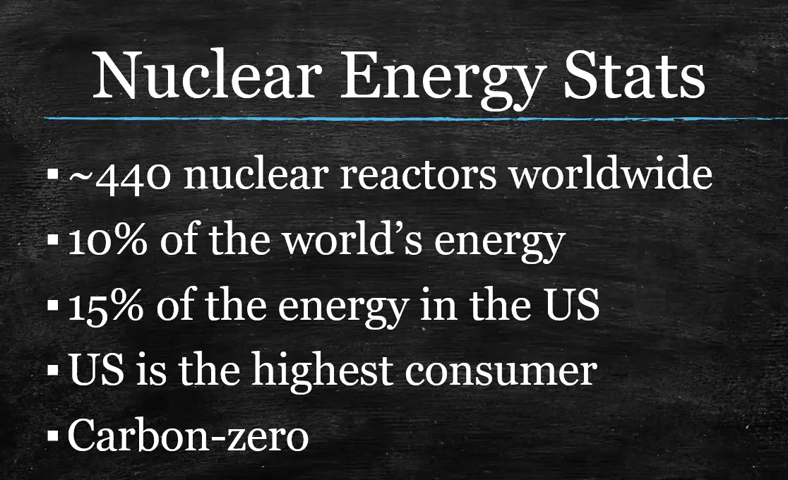 Nuclear Energy Stats
▪ ~440 nuclear reactors worldwide
▪ 10% of the world’s energy
▪ 15% of the energy in the US
▪ US is the highest consumer
▪ Carbon-zero